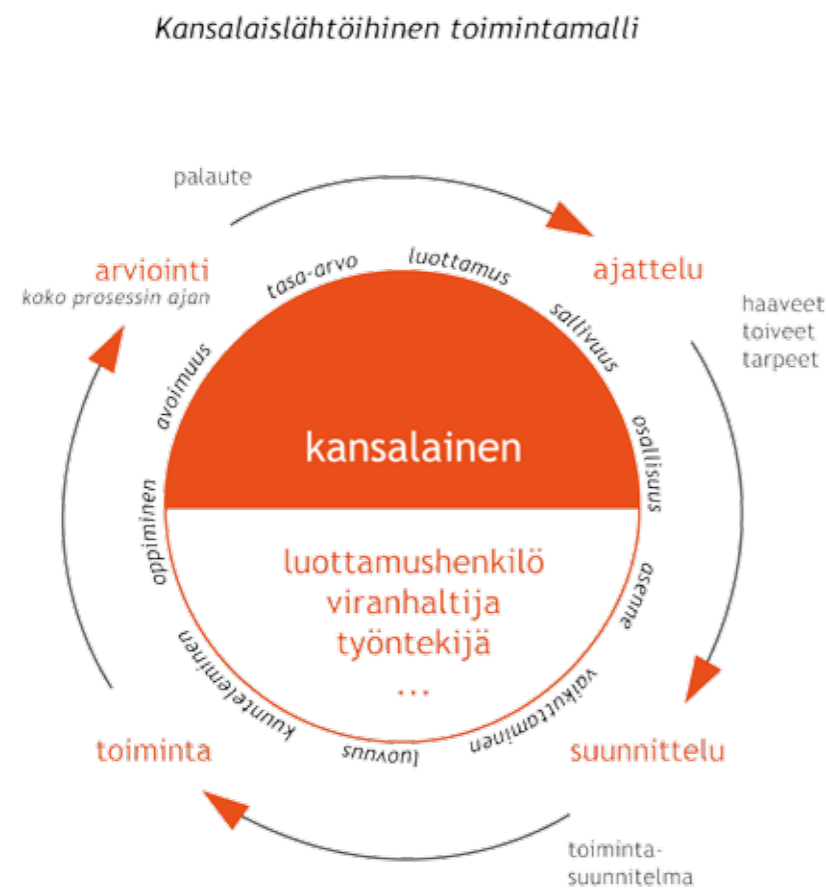 Kansalaislähtöihinen toimintamalli
palaute
arviointi
koko prosessin ajan
ajattelu
haaveet
toiveet
tarpeet
tasa-arvo
luottamus
sallivuus
osallisuus
asenne
vaikuttaminen
luovuus
kuunteleminen
oppiminen
avoimuus
kansalainen
luottamushenkilö
viranhaltija
työntekijä
...
toiminta
suunnittelu
toiminta-
suunnitelma